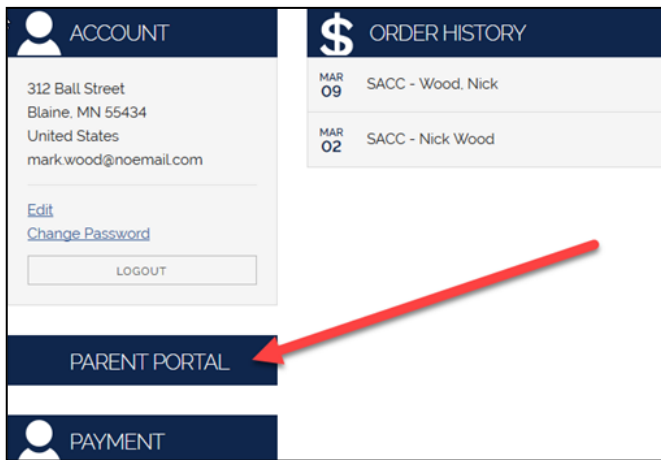 ACCOUNT
312 Ball Street
Blaine, MN 55434
United States
mark.wood@noemail.com
Edit
Change Password
LOGOUT
PARENT PORTAL
PAYMENT
$ ORDER HISTORY
MAR
09
SACC - Wood, Nick
MAR
02
SACC - Nick Wood